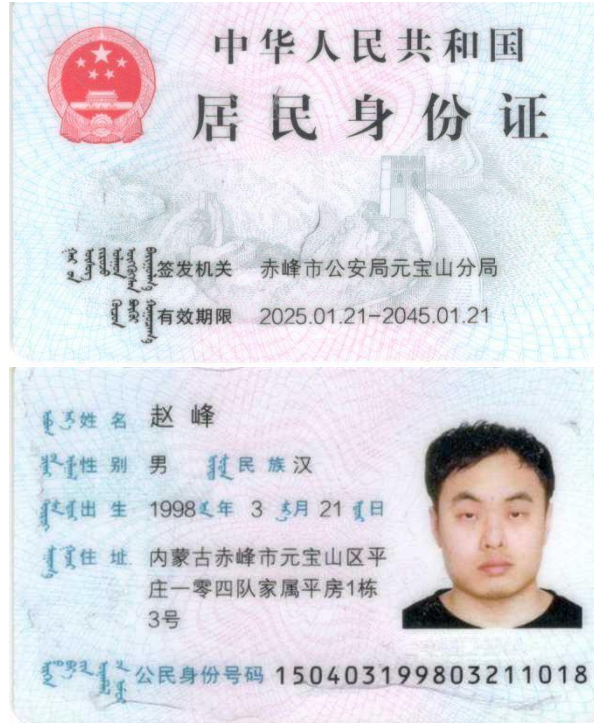 中华人民共和国
居民身份证
签发机关 赤峰市公安局元宝山分局
有效期限 2025.01.21-2045.01.21
姓名 赵峰
性别 男 民族 汉
出生 1998 年 3 月 21 日
住址 内蒙古赤峰市元宝山区平
庄一零四队家属平房1栋
3号
公民身份号码 150403199803211018